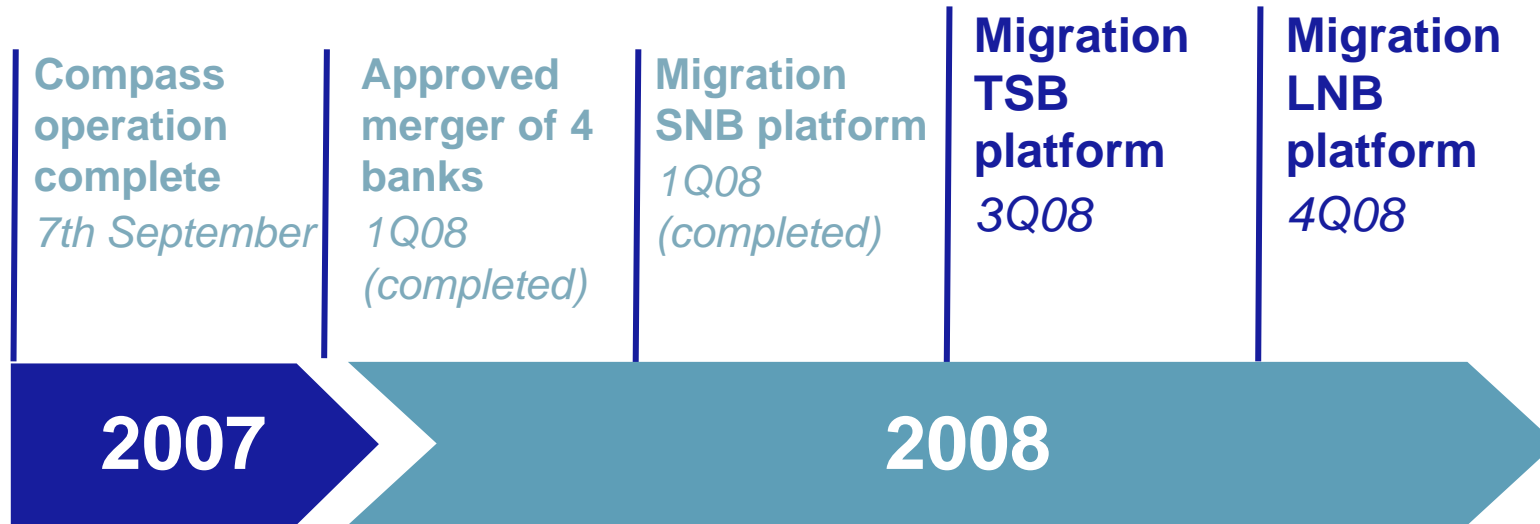 Compass
operation
complete
7th September
Approved
merger of 4
banks
1Q08
(completed)
Migration
SNB platform
1Q08
(completed)
Migration
TSB
platform
3Q08
Migration
LNB
platform
4Q08
2007
2008